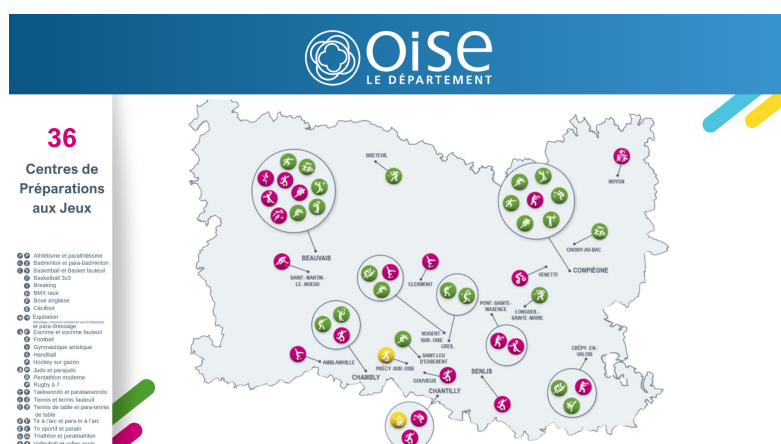 Oise
LE DÉPARTEMENT
36
Centres de
Préparations
aux Jeux
Athlétisme et parathlétisme
Badminton et para-badminton
Basketball et Basket fauteuil
Basketball 3x3
Breaking
BMX race
Boxe anglaise
Cécifoot
Equitation
et para-dressage
Escrime et escrime fauteuil
Football
Gymnastique artistique
Handball
Hockey sur gazon
Judo et parajudo
Pentathlon moderne
Rugby à 7
Taekwondo et parataekwondo
Tennis et tennis fauteuil
Tennis de table et para-tennis
de table
Tir à l'arc et para tir à l'arc
Tir sportif et paratir
Triathlon et paratriathlon
Volleyball et volley assis
BRETEUIL
NOYON
BEAUVAIS
CHOISY-AU-BAC
COMPIÈGNE
SAINT-MARTIN-
LE-NOEUD
CLERMONT
VENETTE
PONT-SAINTE-
MAXENCE
LONGUEIL-
SAINTE-MARIE
NOGENT-
SUR-OISE
CREIL
CRÉPY-EN-
VALOIS
SAINT-LEU
D'ESSERENT
AMBLAINVILLE
PRÉCY-SUR-OISE
CHAMBLY
GOUVIEUX
SENLIS
CHANTILLY